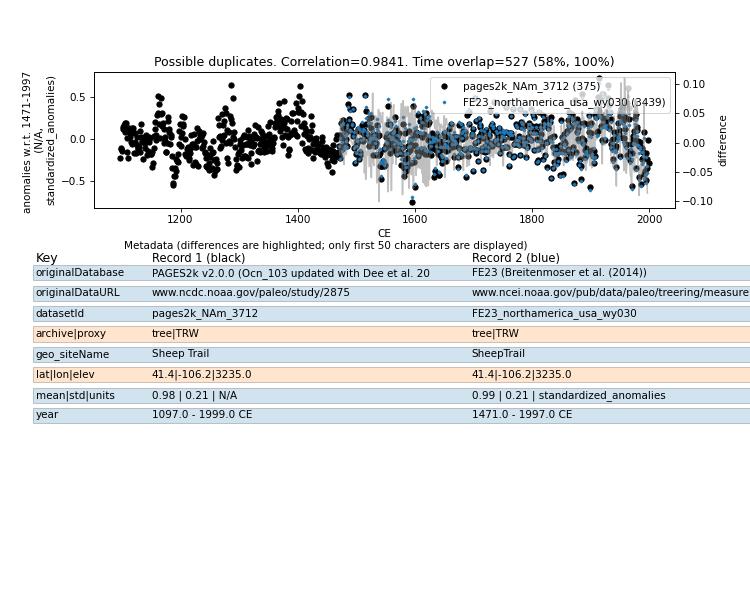 Possible duplicates. Correlation=0.9841. Time overlap=527 (58%, 100%)
anomalies w.r.t. 1471-1997
(N/A,
standardized_anomalies)
0.5
0.0
−0.5
pages2k_NAm_3712 (375)
FE23_northamerica_usa_wy030 (3439)
0.10
0.05
0.00
−0.05
−0.10
difference
1200 1400 1600 1800 2000
CE
Metadata (differences are highlighted; only first 50 characters are displayed)
Key Record 1 (black) Record 2 (blue)
originalDatabase PAGES2k v2.0.0 (Ocn_103 updated with Dee et al. 20 FE23 (Breitenmoser et al. (2014))
originalDataURL www.ncdc.noaa.gov/paleo/study/2875 www.ncei.noaa.gov/pub/data/paleo/treering/measure
datasetId pages2k_NAm_3712 FE23_northamerica_usa_wy030
archive|proxy tree|TRW tree|TRW
geo_siteName Sheep Trail SheepTrail
lat|lon|elev 41.4|-106.2|3235.0 41.4|-106.2|3235.0
mean|std|units 0.98 | 0.21 | N/A 0.99 | 0.21 | standardized_anomalies
year 1097.0 - 1999.0 CE 1471.0 - 1997.0 CE